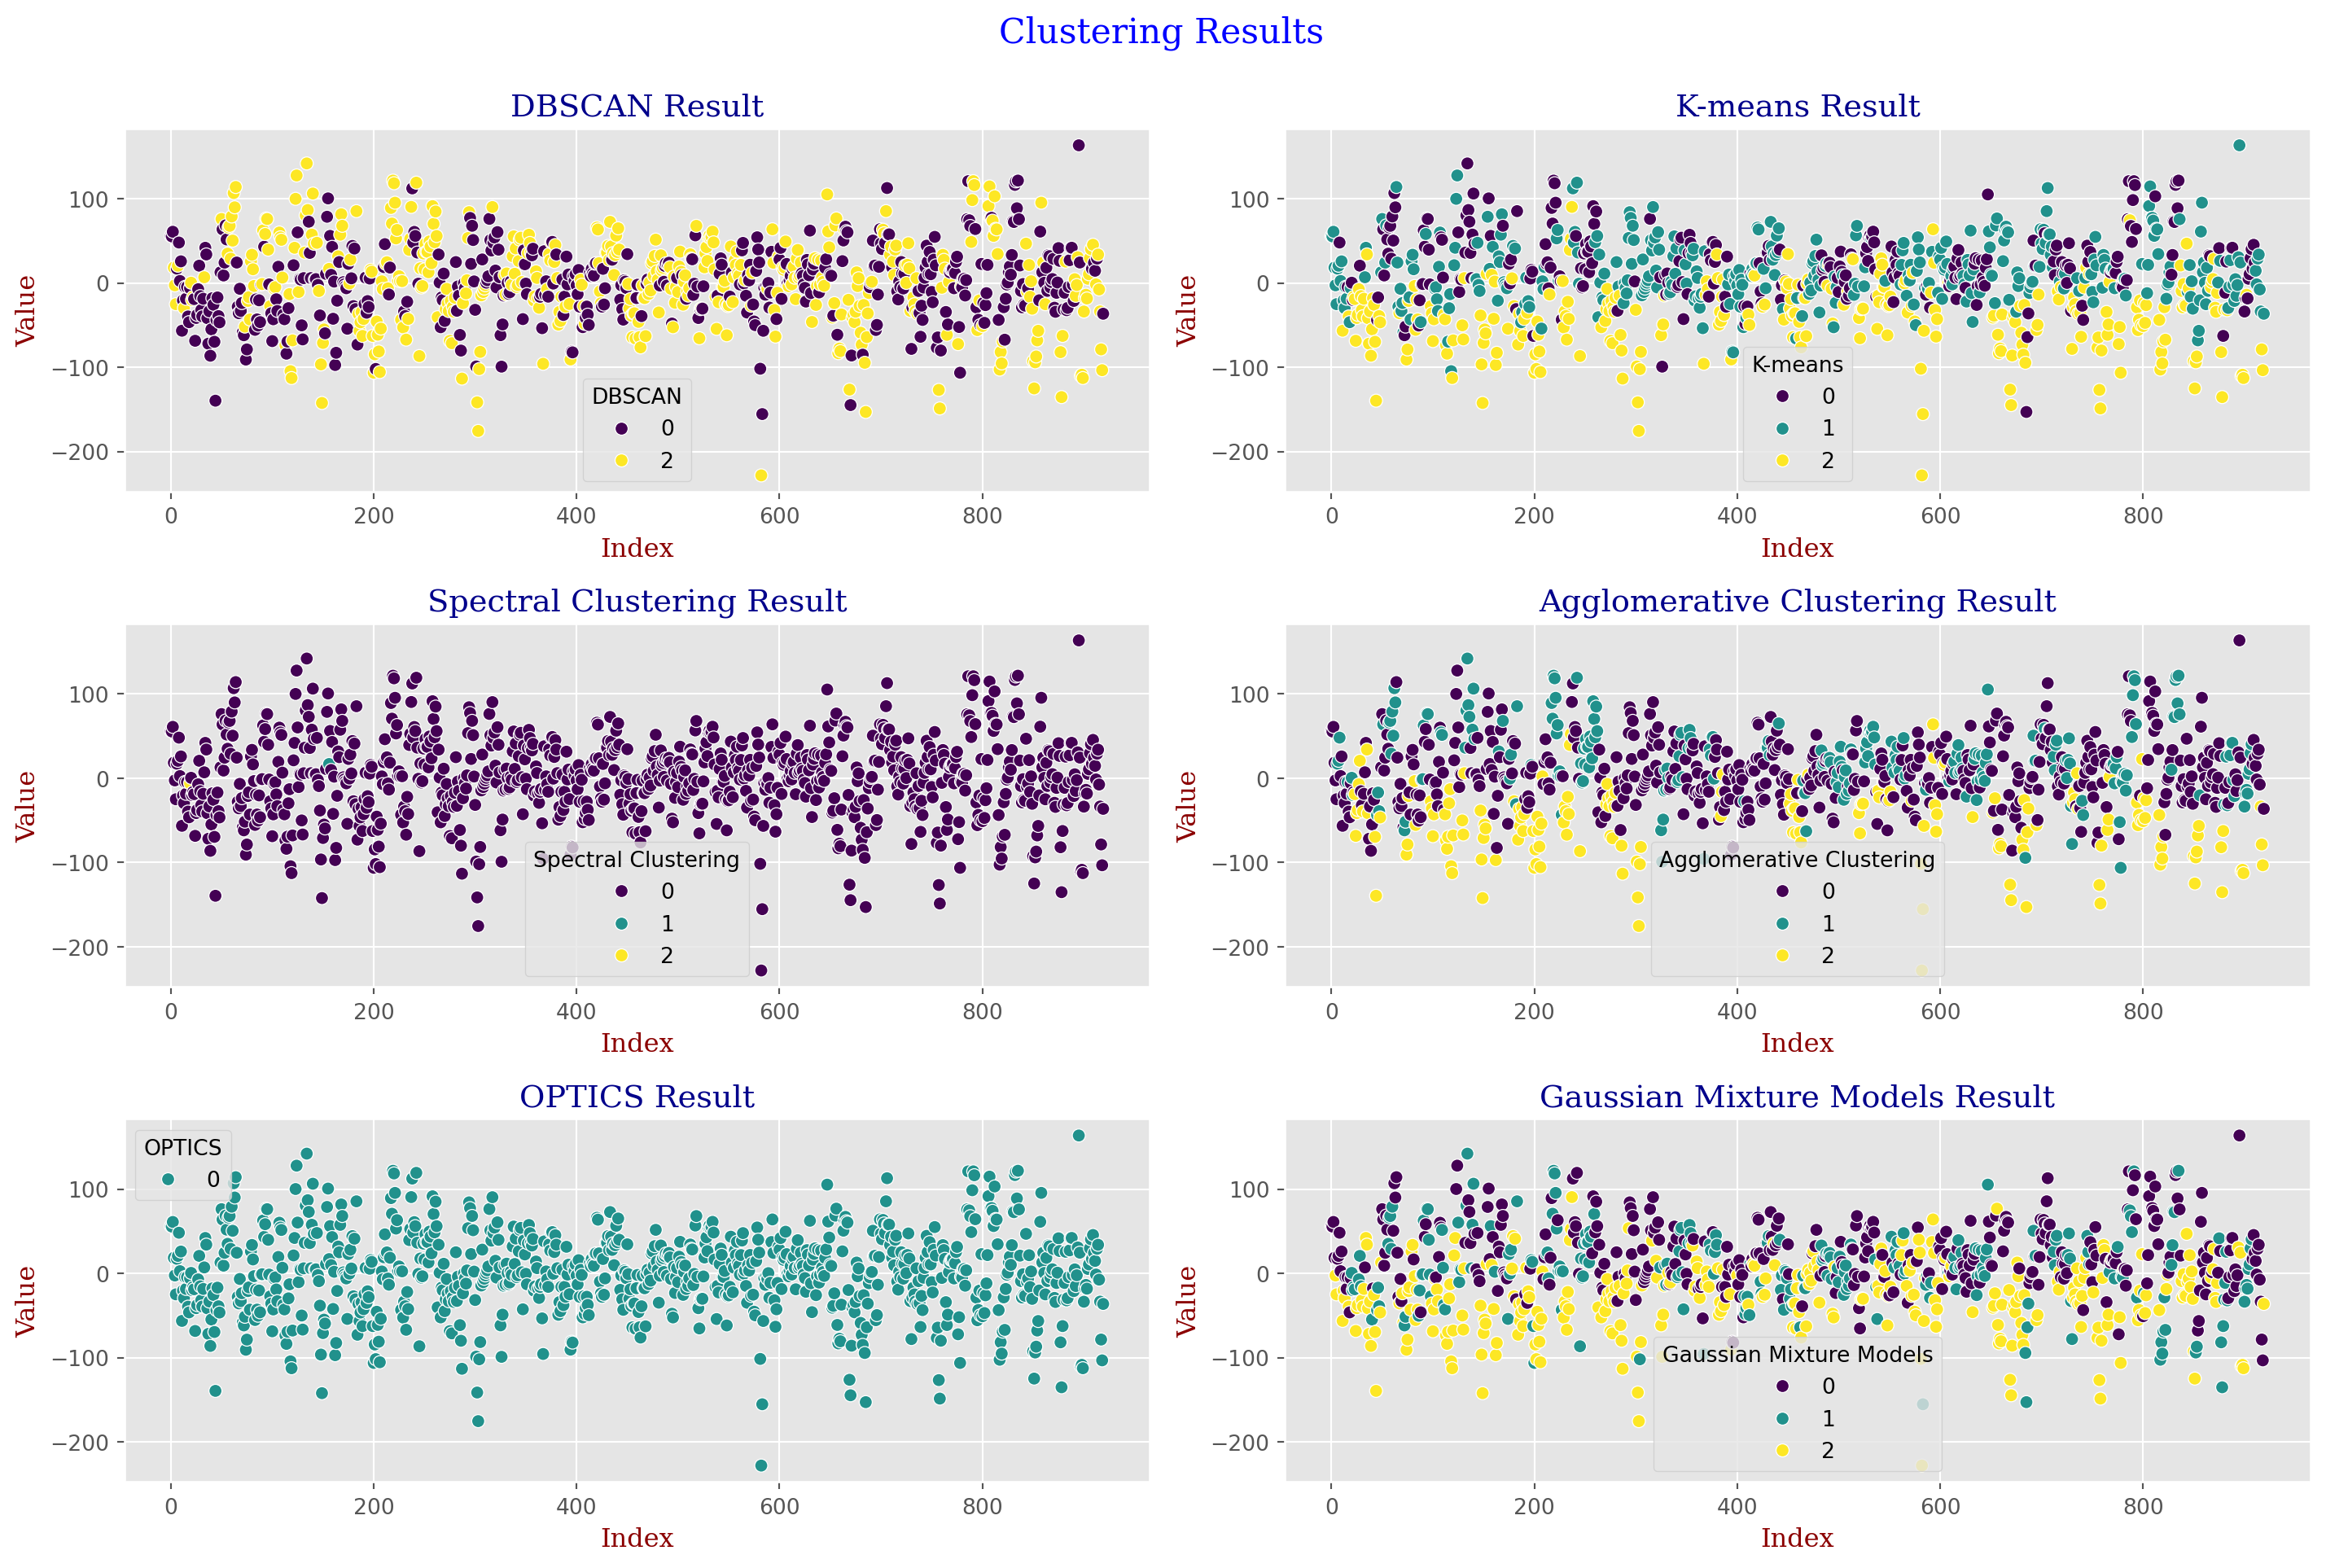 Clustering Results
DBSCAN Result
Value
100
0
−100
−200
DBSCAN
0
2
0 200 400 600 800
Index
K-means Result
Value
100
0
−100
−200
K-means
0
1
2
0 200 400 600 800
Index
Spectral Clustering Result
Value
100
0
−100
−200
Spectral Clustering
0
1
2
0 200 400 600 800
Index
Agglomerative Clustering Result
Value
100
0
−100
−200
Agglomerative Clustering
0
1
2
0 200 400 600 800
Index
OPTICS Result
Value
OPTICS
0
100
0
−100
−200
0 200 400 600 800
Index
Gaussian Mixture Models Result
Value
100
0
−100
−200
Gaussian Mixture Models
0
1
2
0 200 400 600 800
Index